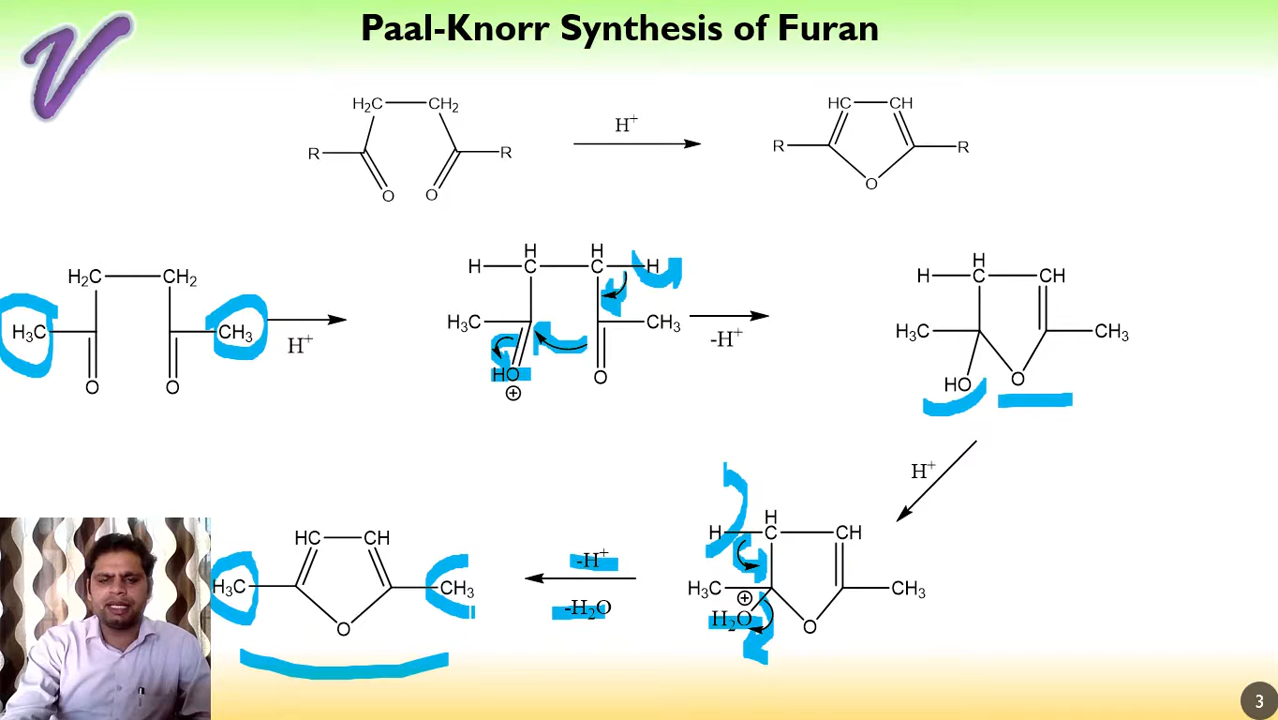 Paal-Knorr Synthesis of Furan
V
H₂C CH₂
R R
O O
H⁺
HC CH
R R
O
H₂C CH₂
H₃C CH₃
O O
H⁺
H H
H C C H
H₃C CH₃
HO O
⊕
-H⁺
H
H C CH
H₃C CH₃
HO O
H⁺
H
H C CH
H₃C CH₃
⊕
H₂O O
-H⁺
-H₂O
HC CH
H₃C CH₃
O
3